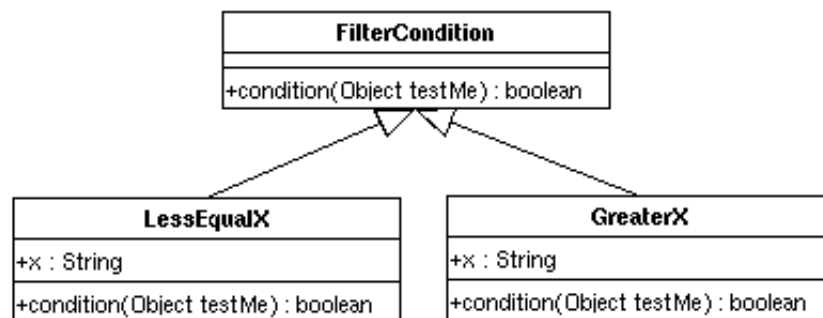 FilterCondition
+condition(Object testMe) : boolean
LessEqualX
+x : String
+condition(Object testMe) : boolean
GreaterX
+x : String
+condition(Object testMe) : boolean